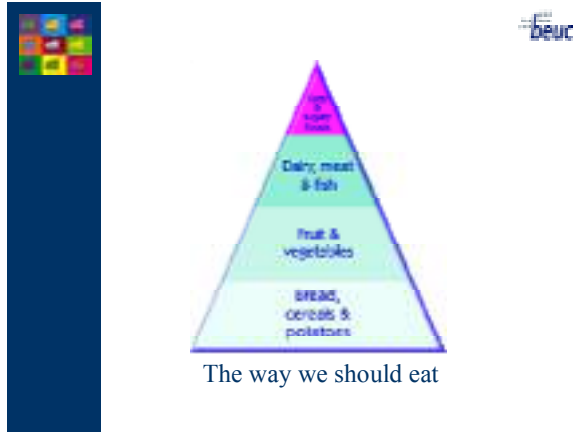 beuc
Dairy, meat
& fish
Fruit &
vegetables
Bread,
cereals &
potatoes
The way we should eat